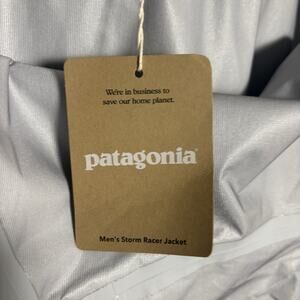 We're in business to
save our home planet.
patagonia®
Men's Storm Racer Jacket